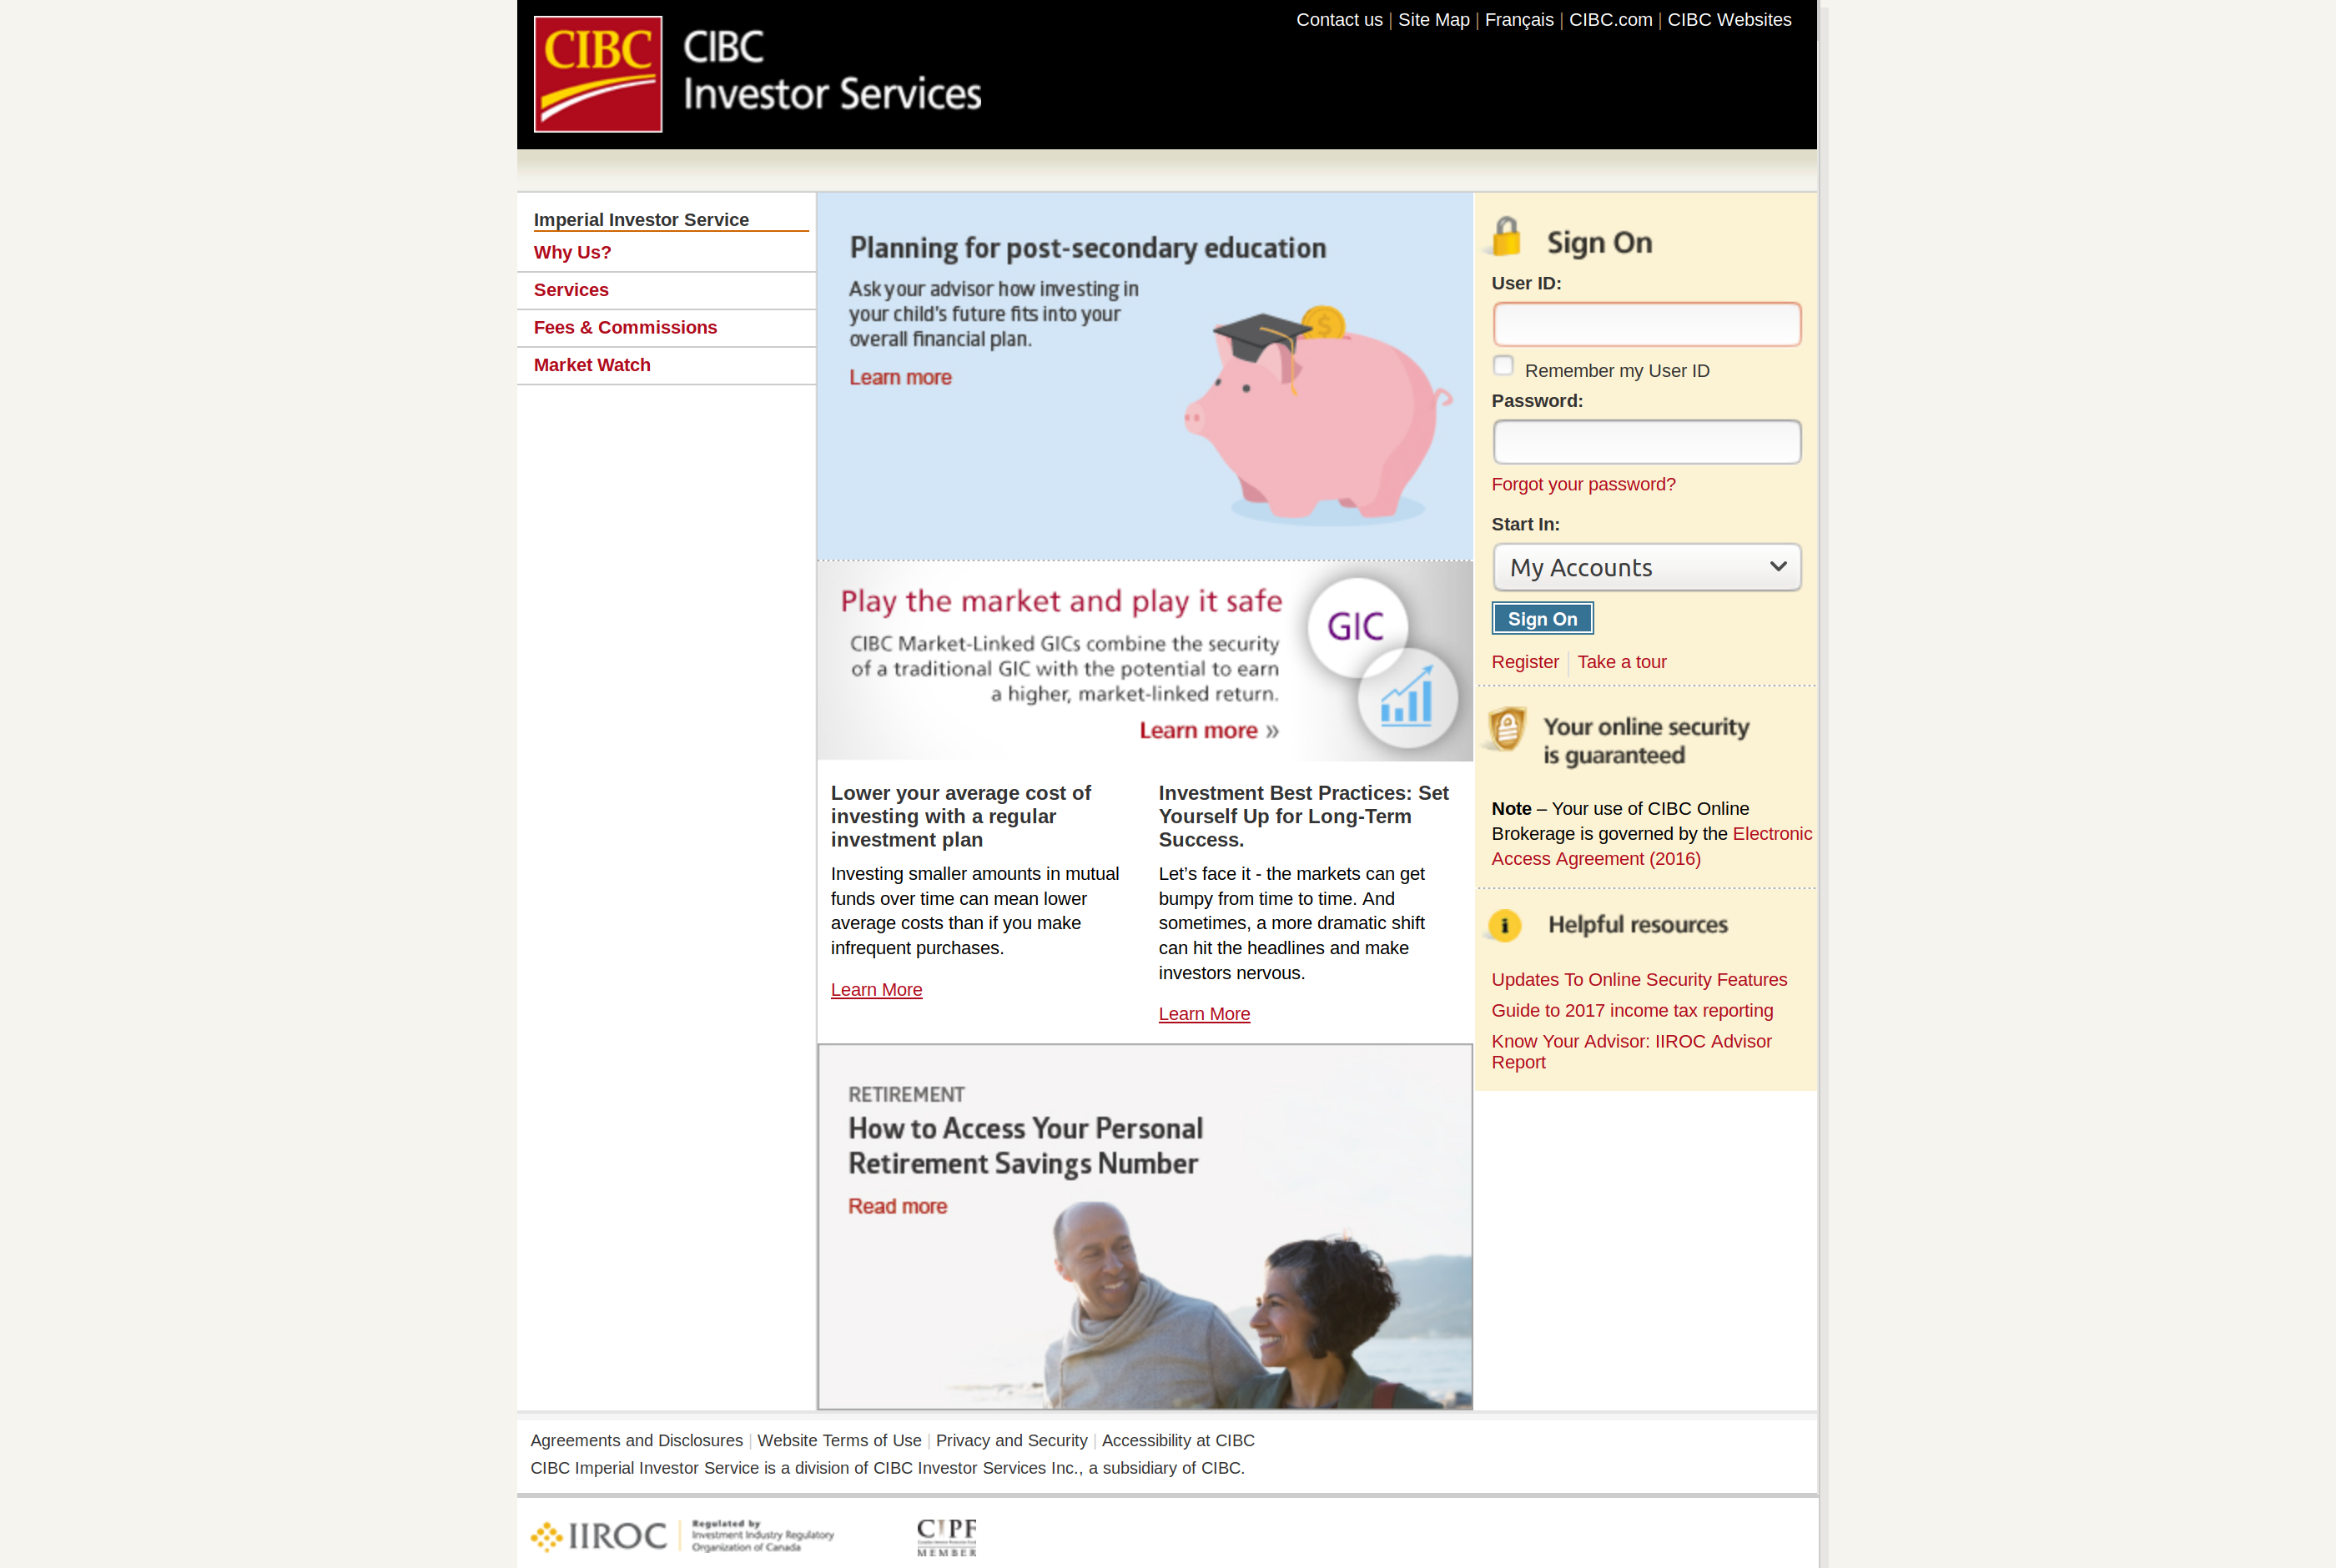 Contact us | Site Map | Français | CIBC.com | CIBC Websites
CIBC
CIBC
Investor Services
Imperial Investor Service
Why Us?
Services
Fees & Commissions
Market Watch
Planning for post-secondary education
Ask your advisor how investing in
your child's future fits into your
overall financial plan.
Learn more
Play the market and play it safe
CIBC Market-Linked GICs combine the security
of a traditional GIC with the potential to earn
a higher, market-linked return.
Learn more »
GIC
Lower your average cost of
investing with a regular
investment plan
Investing smaller amounts in mutual
funds over time can mean lower
average costs than if you make
infrequent purchases.
Learn More
Investment Best Practices: Set
Yourself Up for Long-Term
Success.
Let’s face it - the markets can get
bumpy from time to time. And
sometimes, a more dramatic shift
can hit the headlines and make
investors nervous.
Learn More
RETIREMENT
How to Access Your Personal
Retirement Savings Number
Read more
Sign On
User ID:
Remember my User ID
Password:
Forgot your password?
Start In:
My Accounts
Sign On
Register | Take a tour
Your online security
is guaranteed
Note – Your use of CIBC Online
Brokerage is governed by the Electronic
Access Agreement (2016)
Helpful resources
Updates To Online Security Features
Guide to 2017 income tax reporting
Know Your Advisor: IIROC Advisor
Report
Agreements and Disclosures | Website Terms of Use | Privacy and Security | Accessibility at CIBC
CIBC Imperial Investor Service is a division of CIBC Investor Services Inc., a subsidiary of CIBC.
IIROC
Regulated by
Investment Industry Regulatory
Organization of Canada
CIPF
MEMBER